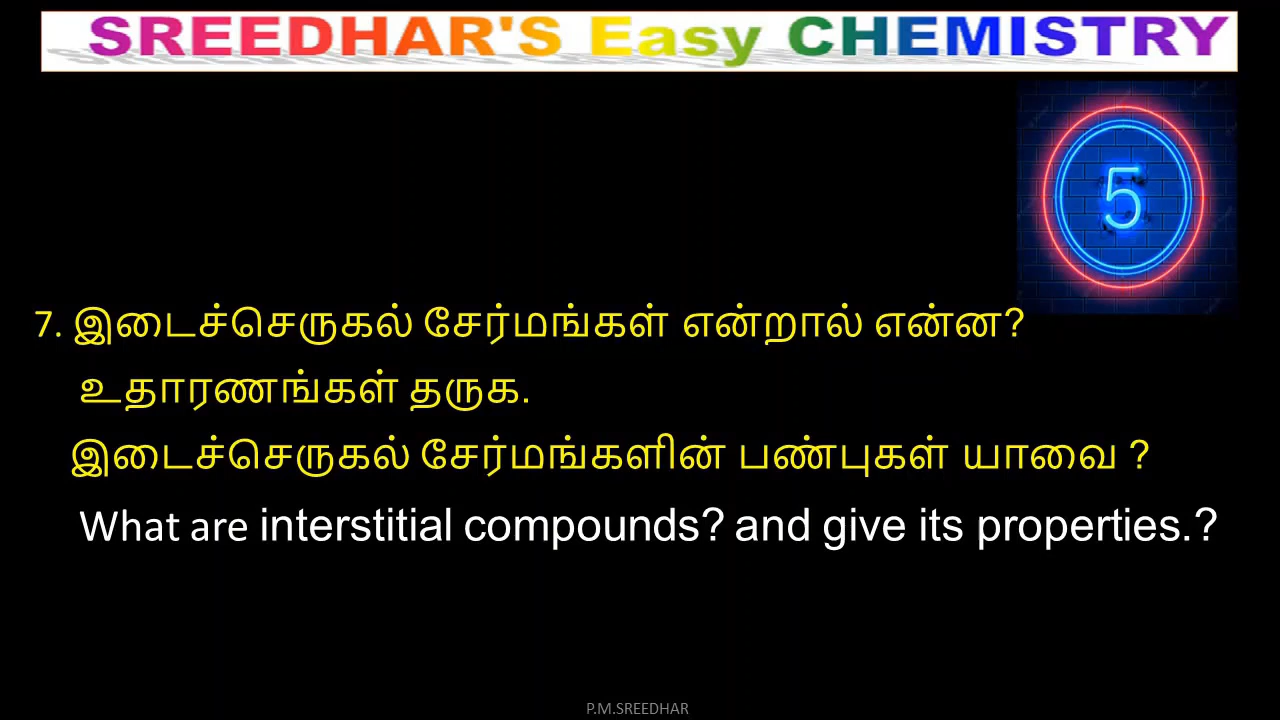 SREEDHAR'S Easy CHEMISTRY
5
7. இடைச்செருகல் சேர்மங்கள் என்றால் என்ன?
உதாரணங்கள் தருக.
இடைச்செருகல் சேர்மங்களின் பண்புகள் யாவை ?
What are interstitial compounds? and give its properties.?
P.M.SREEDHAR